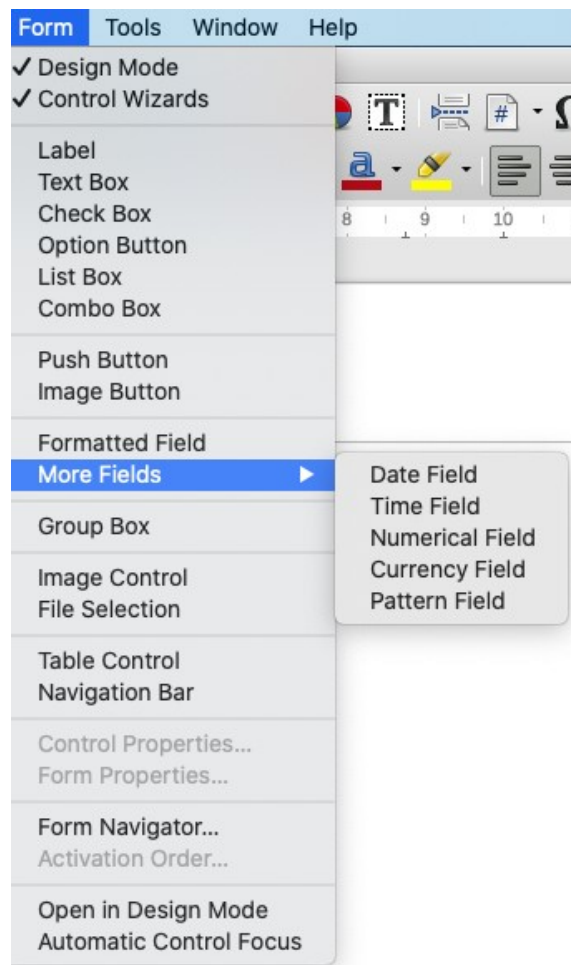 Form Tools Window Help
✓ Design Mode
✓ Control Wizards
Label
Text Box
Check Box
Option Button
List Box
Combo Box
Push Button
Image Button
Formatted Field
More Fields
Group Box
Image Control
File Selection
Table Control
Navigation Bar
Control Properties...
Form Properties...
Form Navigator...
Activation Order...
Open in Design Mode
Automatic Control Focus
Date Field
Time Field
Numerical Field
Currency Field
Pattern Field
T #
a
8 9 10